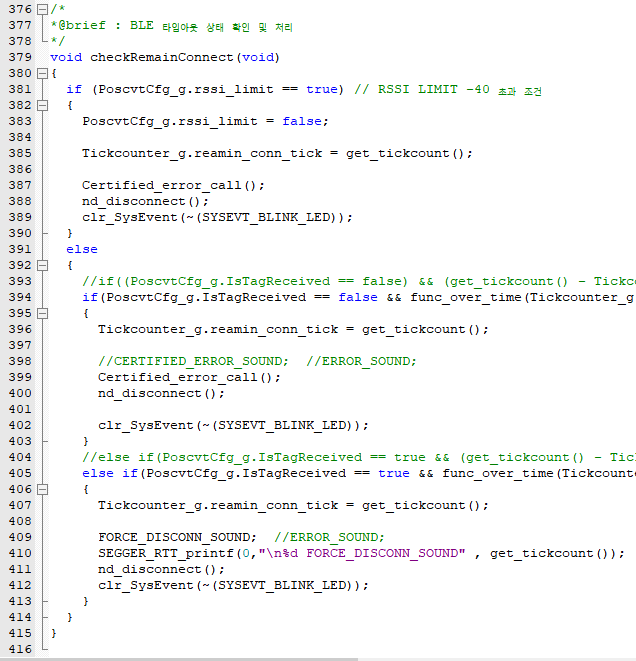 376 /*
377 *@brief : BLE 타임아웃 상태 확인 및 처리
378 */
379 void checkRemainConnect(void)
380 {
381 if (PoscvtCfg_g.rssi_limit == true) // RSSI LIMIT -40 초과 조건
382 {
383 PoscvtCfg_g.rssi_limit = false;
384
385 Tickcounter_g.reamin_conn_tick = get_tickcount();
386
387 Certified_error_call();
388 nd_disconnect();
389 clr_SysEvent(~(SYSEVT_BLINK_LED));
390 }
391 else
392 {
393 //if((PoscvtCfg_g.IsTagReceived == false) && (get_tickcount() - Tickc
394 if(PoscvtCfg_g.IsTagReceived == false && func_over_time(Tickcounter_g
395 {
396 Tickcounter_g.reamin_conn_tick = get_tickcount();
397
398 //CERTIFIED_ERROR_SOUND; //ERROR_SOUND;
399 Certified_error_call();
400 nd_disconnect();
401
402 clr_SysEvent(~(SYSEVT_BLINK_LED));
403 }
404 //else if(PoscvtCfg_g.IsTagReceived == true && (get_tickcount() - Tic
405 else if(PoscvtCfg_g.IsTagReceived == true && func_over_time(Tickcount
406 {
407 Tickcounter_g.reamin_conn_tick = get_tickcount();
408
409 FORCE_DISCONN_SOUND; //ERROR_SOUND;
410 SEGGER_RTT_printf(0,"\n%d FORCE_DISCONN_SOUND" , get_tickcount());
411 nd_disconnect();
412 clr_SysEvent(~(SYSEVT_BLINK_LED));
413 }
414 }
415 }
416